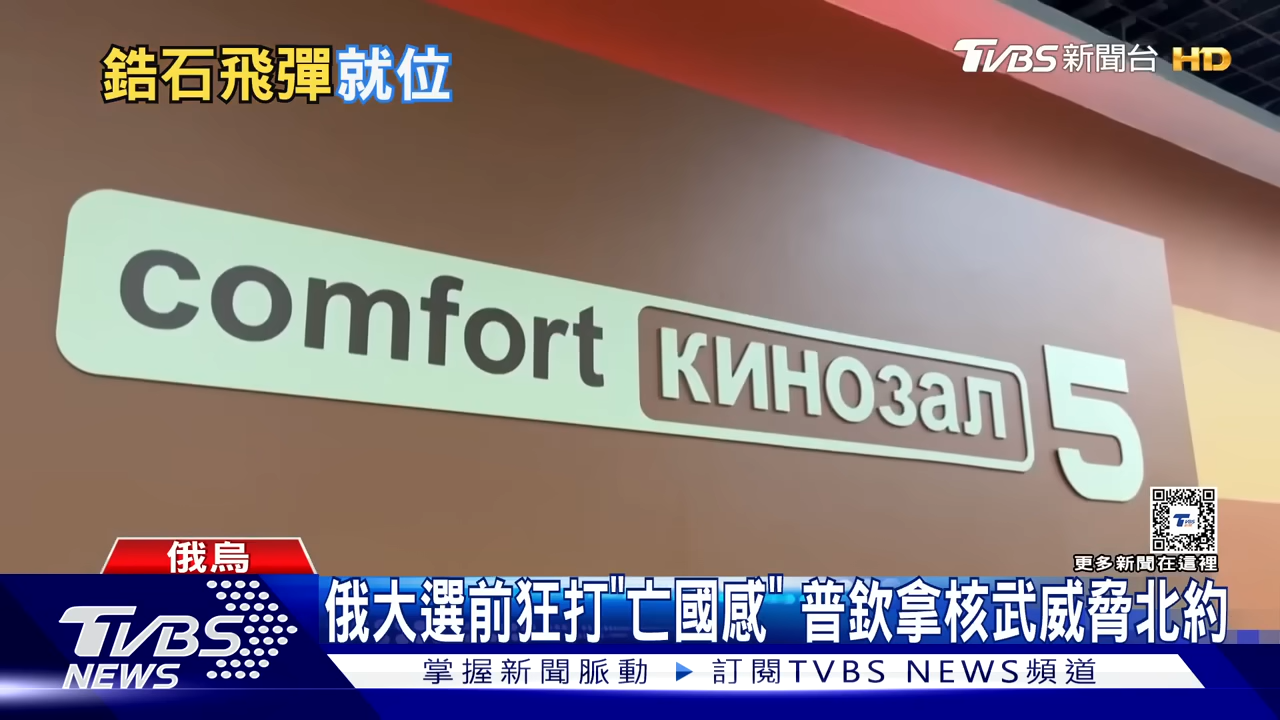 鋯石飛彈就位
TVBS新聞台 HD
comfort кинозал 5
TVBS
更多新聞在這裡
俄烏
俄大選前狂打"亡國感" 普欽拿核武威脅北約
TVBS
NEWS
掌握新聞脈動 ▶ 訂閱TVBS NEWS頻道